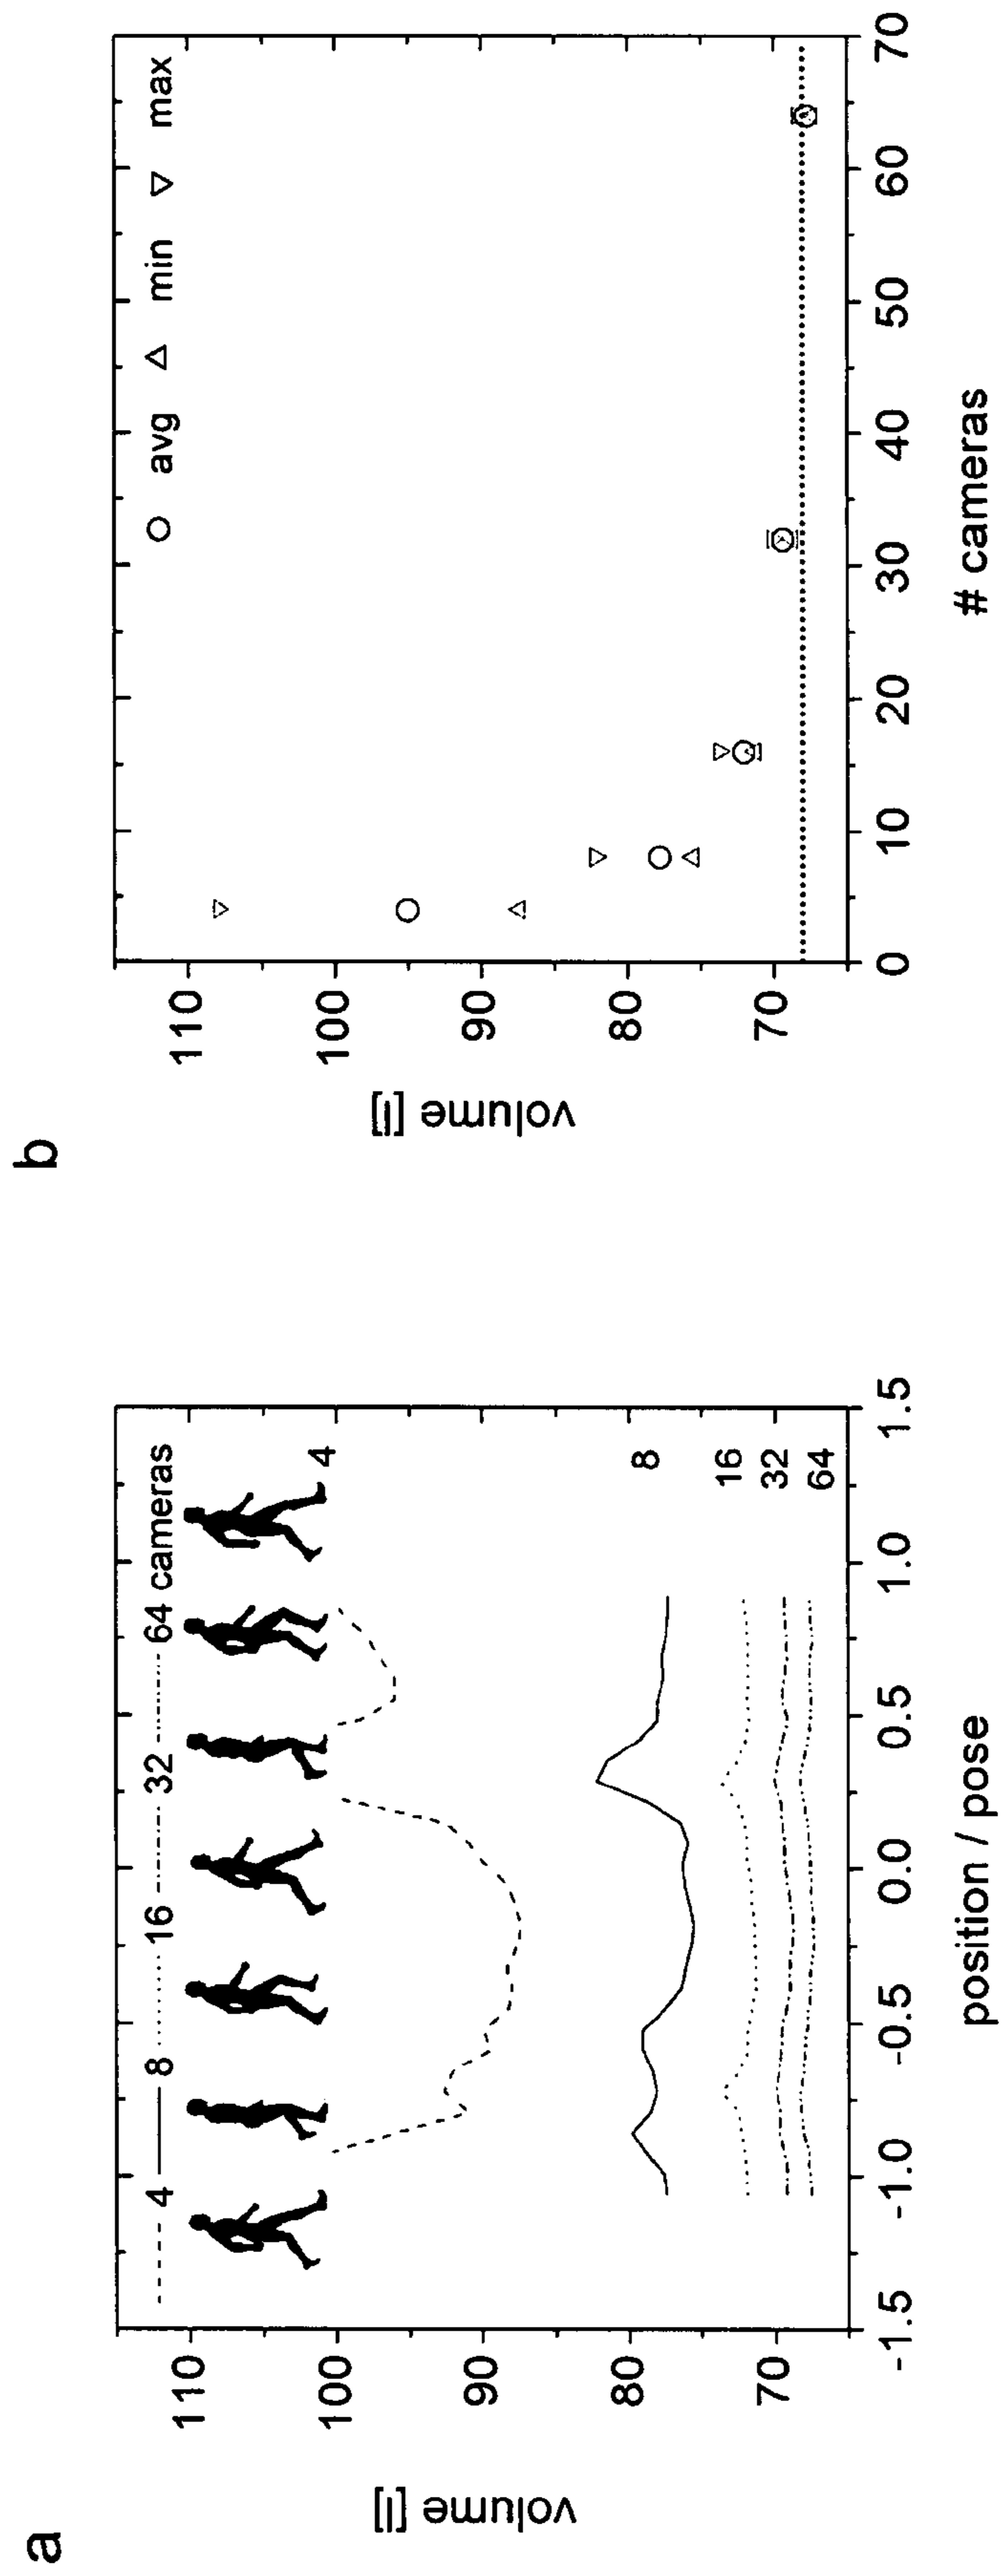 a
volume [l]
110
100
90
80
70
4 8 16 32 64 cameras
4
8
16
32
64
-1.5 -1.0 -0.5 0.0 0.5 1.0 1.5
position / pose
b
volume [l]
110
100
90
80
70
avg min max
0 10 20 30 40 50 60 70
# cameras